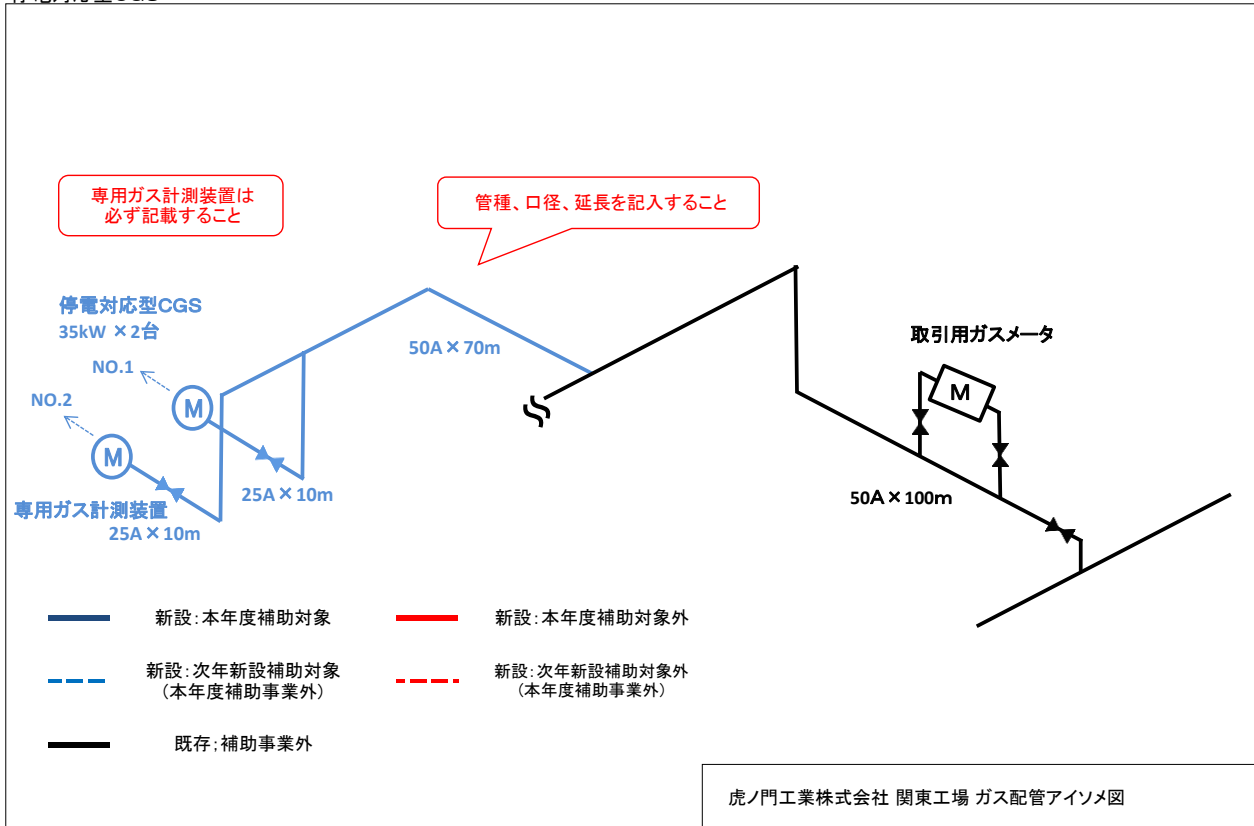 専用ガス計測装置は
必ず記載すること
管種、口径、延長を記入すること
停電対応型CGS
35kW ×2台
NO.1
NO.2
M
M
専用ガス計測装置
25A×10m
25A×10m
50A×70m
取引用ガスメータ
M
50A×100m
新設:本年度補助対象
新設:本年度補助対象外
新設:次年新設補助対象
(本年度補助事業外)
新設:次年新設補助対象外
(本年度補助事業外)
既存;補助事業外
虎ノ門工業株式会社 関東工場 ガス配管アイソメ図